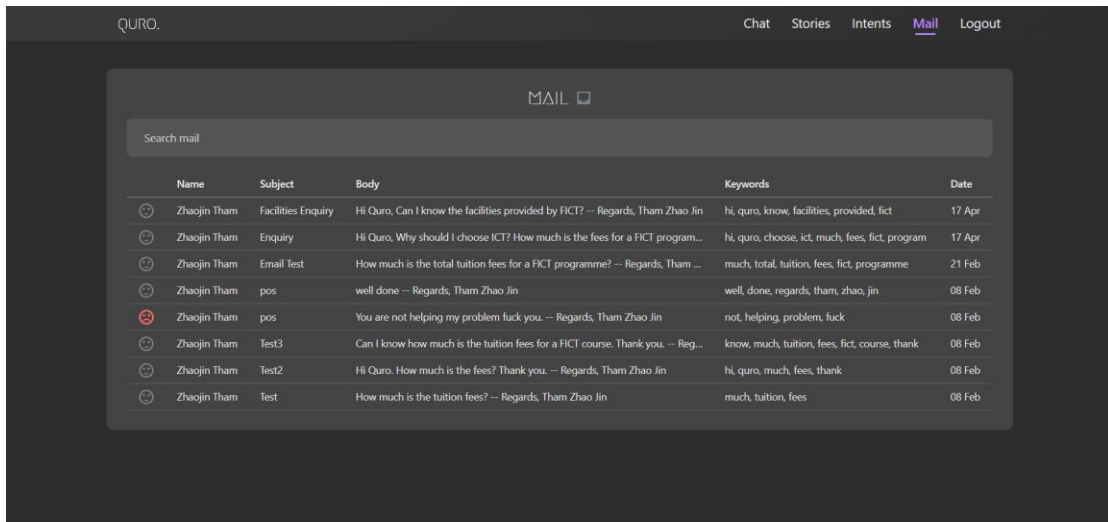 QURO. Chat Stories Intents Mail Logout
MAIL
Search mail
Name Subject Body Keywords Date
Zhaojin Tham Facilities Enquiry Hi Quro, Can I know the facilities provided by FICT? -- Regards, Tham Zhao Jin hi, quro, know, facilities, provided, fict 17 Apr
Zhaojin Tham Enquiry Hi Quro, Why should I choose ICT? How much is the fees for a FICT program... hi, quro, choose, ict, much, fees, fict, program 17 Apr
Zhaojin Tham Email Test How much is the total tuition fees for a FICT programme? -- Regards, Tham ... much, total, tuition, fees, fict, programme 21 Feb
Zhaojin Tham pos well done -- Regards, Tham Zhao Jin well, done, regards, tham, zhao, jin 08 Feb
Zhaojin Tham pos You are not helping my problem fuck you. -- Regards, Tham Zhao Jin not, helping, problem, fuck 08 Feb
Zhaojin Tham Test3 Can I know how much is the tuition fees for a FICT course. Thank you. -- Reg... know, much, tuition, fees, fict, course, thank 08 Feb
Zhaojin Tham Test2 Hi Quro. How much is the fees? Thank you. -- Regards, Tham Zhao Jin hi, quro, much, fees, thank 08 Feb
Zhaojin Tham Test How much is the tuition fees? -- Regards, Tham Zhao Jin much, tuition, fees 08 Feb